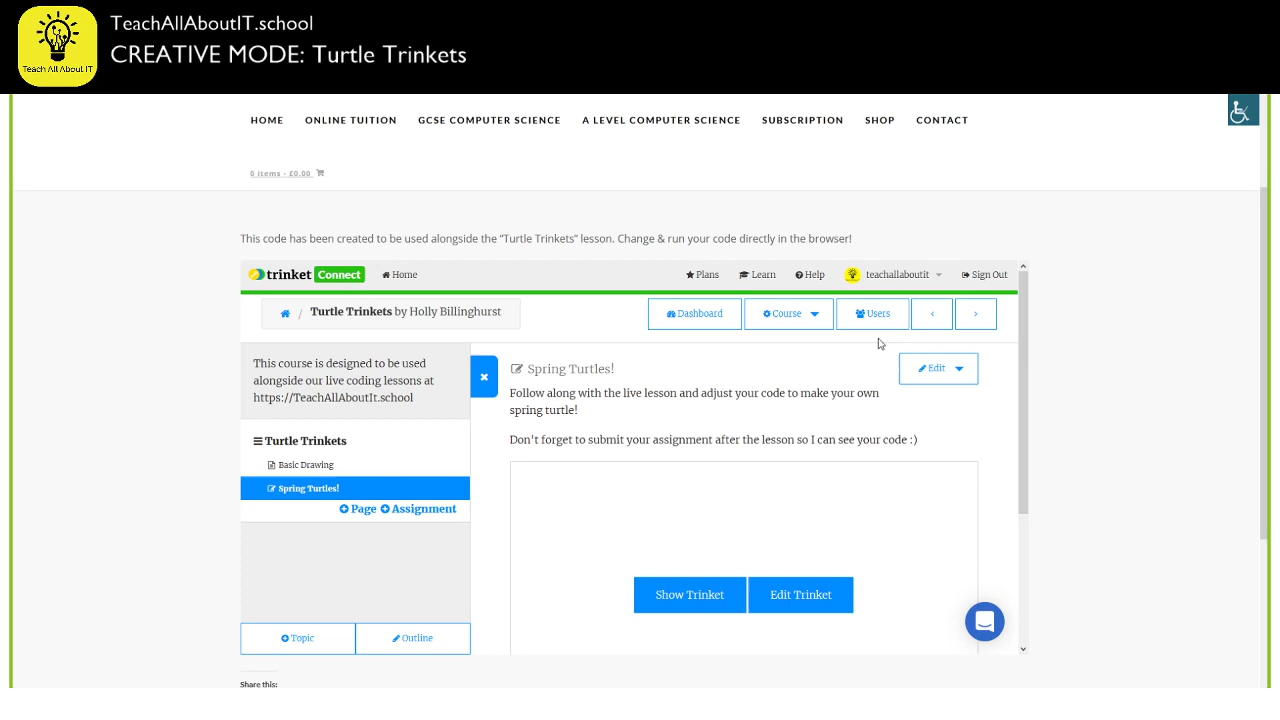 TeachAllAboutIT.school
CREATIVE MODE: Turtle Trinkets
Teach All About IT
HOME ONLINE TUITION GCSE COMPUTER SCIENCE A LEVEL COMPUTER SCIENCE SUBSCRIPTION SHOP CONTACT
0 items - £0.00
This code has been created to be used alongside the “Turtle Trinkets” lesson. Change & run your code directly in the browser!
trinket Connect Home Plans Learn Help teachallaboutit Sign Out
/ Turtle Trinkets by Holly Billinghurst Dashboard Course Users ‹ ›
This course is designed to be used
alongside our live coding lessons at
https://TeachAllAboutIt.school
Turtle Trinkets
Basic Drawing
Spring Turtles!
Page Assignment
Topic Outline
Spring Turtles!
Edit
Follow along with the live lesson and adjust your code to make your own
spring turtle!
Don't forget to submit your assignment after the lesson so I can see your code :)
Show Trinket Edit Trinket
Share this: